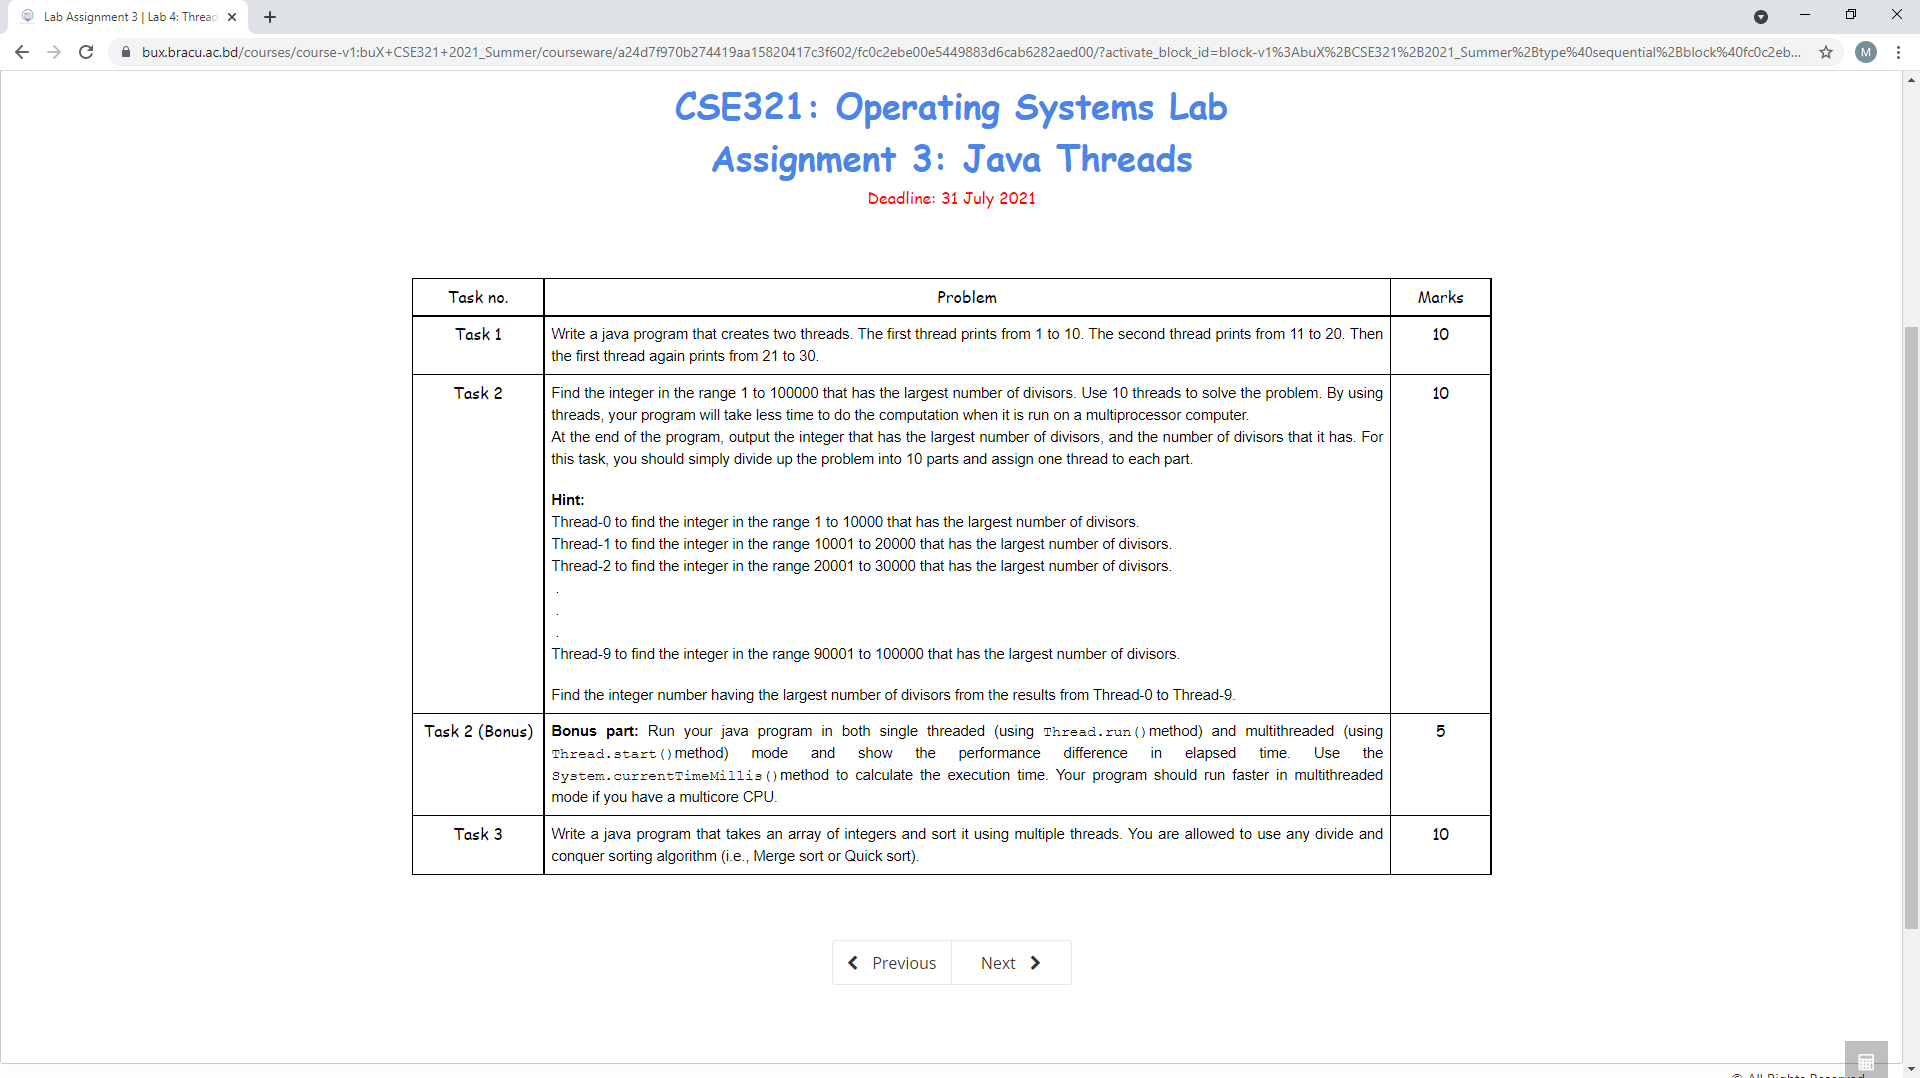 Lab Assignment 3 | Lab 4: Thread
bux.bracu.ac.bd/courses/course-v1:buX+CSE321+2021_Summer/courseware/a24d7f970b274419aa15820417c3f602/fc0c2ebe00e5449883d6cab6282aed00/?activate_block_id=block-v1%3AbuX%2BCSE321%2B2021_Summer%2Btype%40sequential%2Bblock%40fc0c2eb...
M
CSE321: Operating Systems Lab
Assignment 3: Java Threads
Deadline: 31 July 2021
Task no. Problem Marks
Task 1 Write a java program that creates two threads. The first thread prints from 1 to 10. The second thread prints from 11 to 20. Then 10
the first thread again prints from 21 to 30.
Task 2 Find the integer in the range 1 to 100000 that has the largest number of divisors. Use 10 threads to solve the problem. By using 10
threads, your program will take less time to do the computation when it is run on a multiprocessor computer.
At the end of the program, output the integer that has the largest number of divisors, and the number of divisors that it has. For
this task, you should simply divide up the problem into 10 parts and assign one thread to each part.
Hint:
Thread-0 to find the integer in the range 1 to 10000 that has the largest number of divisors.
Thread-1 to find the integer in the range 10001 to 20000 that has the largest number of divisors.
Thread-2 to find the integer in the range 20001 to 30000 that has the largest number of divisors.
.
.
.
Thread-9 to find the integer in the range 90001 to 100000 that has the largest number of divisors.
Find the integer number having the largest number of divisors from the results from Thread-0 to Thread-9.
Task 2 (Bonus) Bonus part: Run your java program in both single threaded (using Thread.run() method) and multithreaded (using 5
Thread.start() method) mode and show the performance difference in elapsed time. Use the
System.currentTimeMillis() method to calculate the execution time. Your program should run faster in multithreaded
mode if you have a multicore CPU.
Task 3 Write a java program that takes an array of integers and sort it using multiple threads. You are allowed to use any divide and 10
conquer sorting algorithm (i.e., Merge sort or Quick sort).
Previous Next
© All Rights Reserved